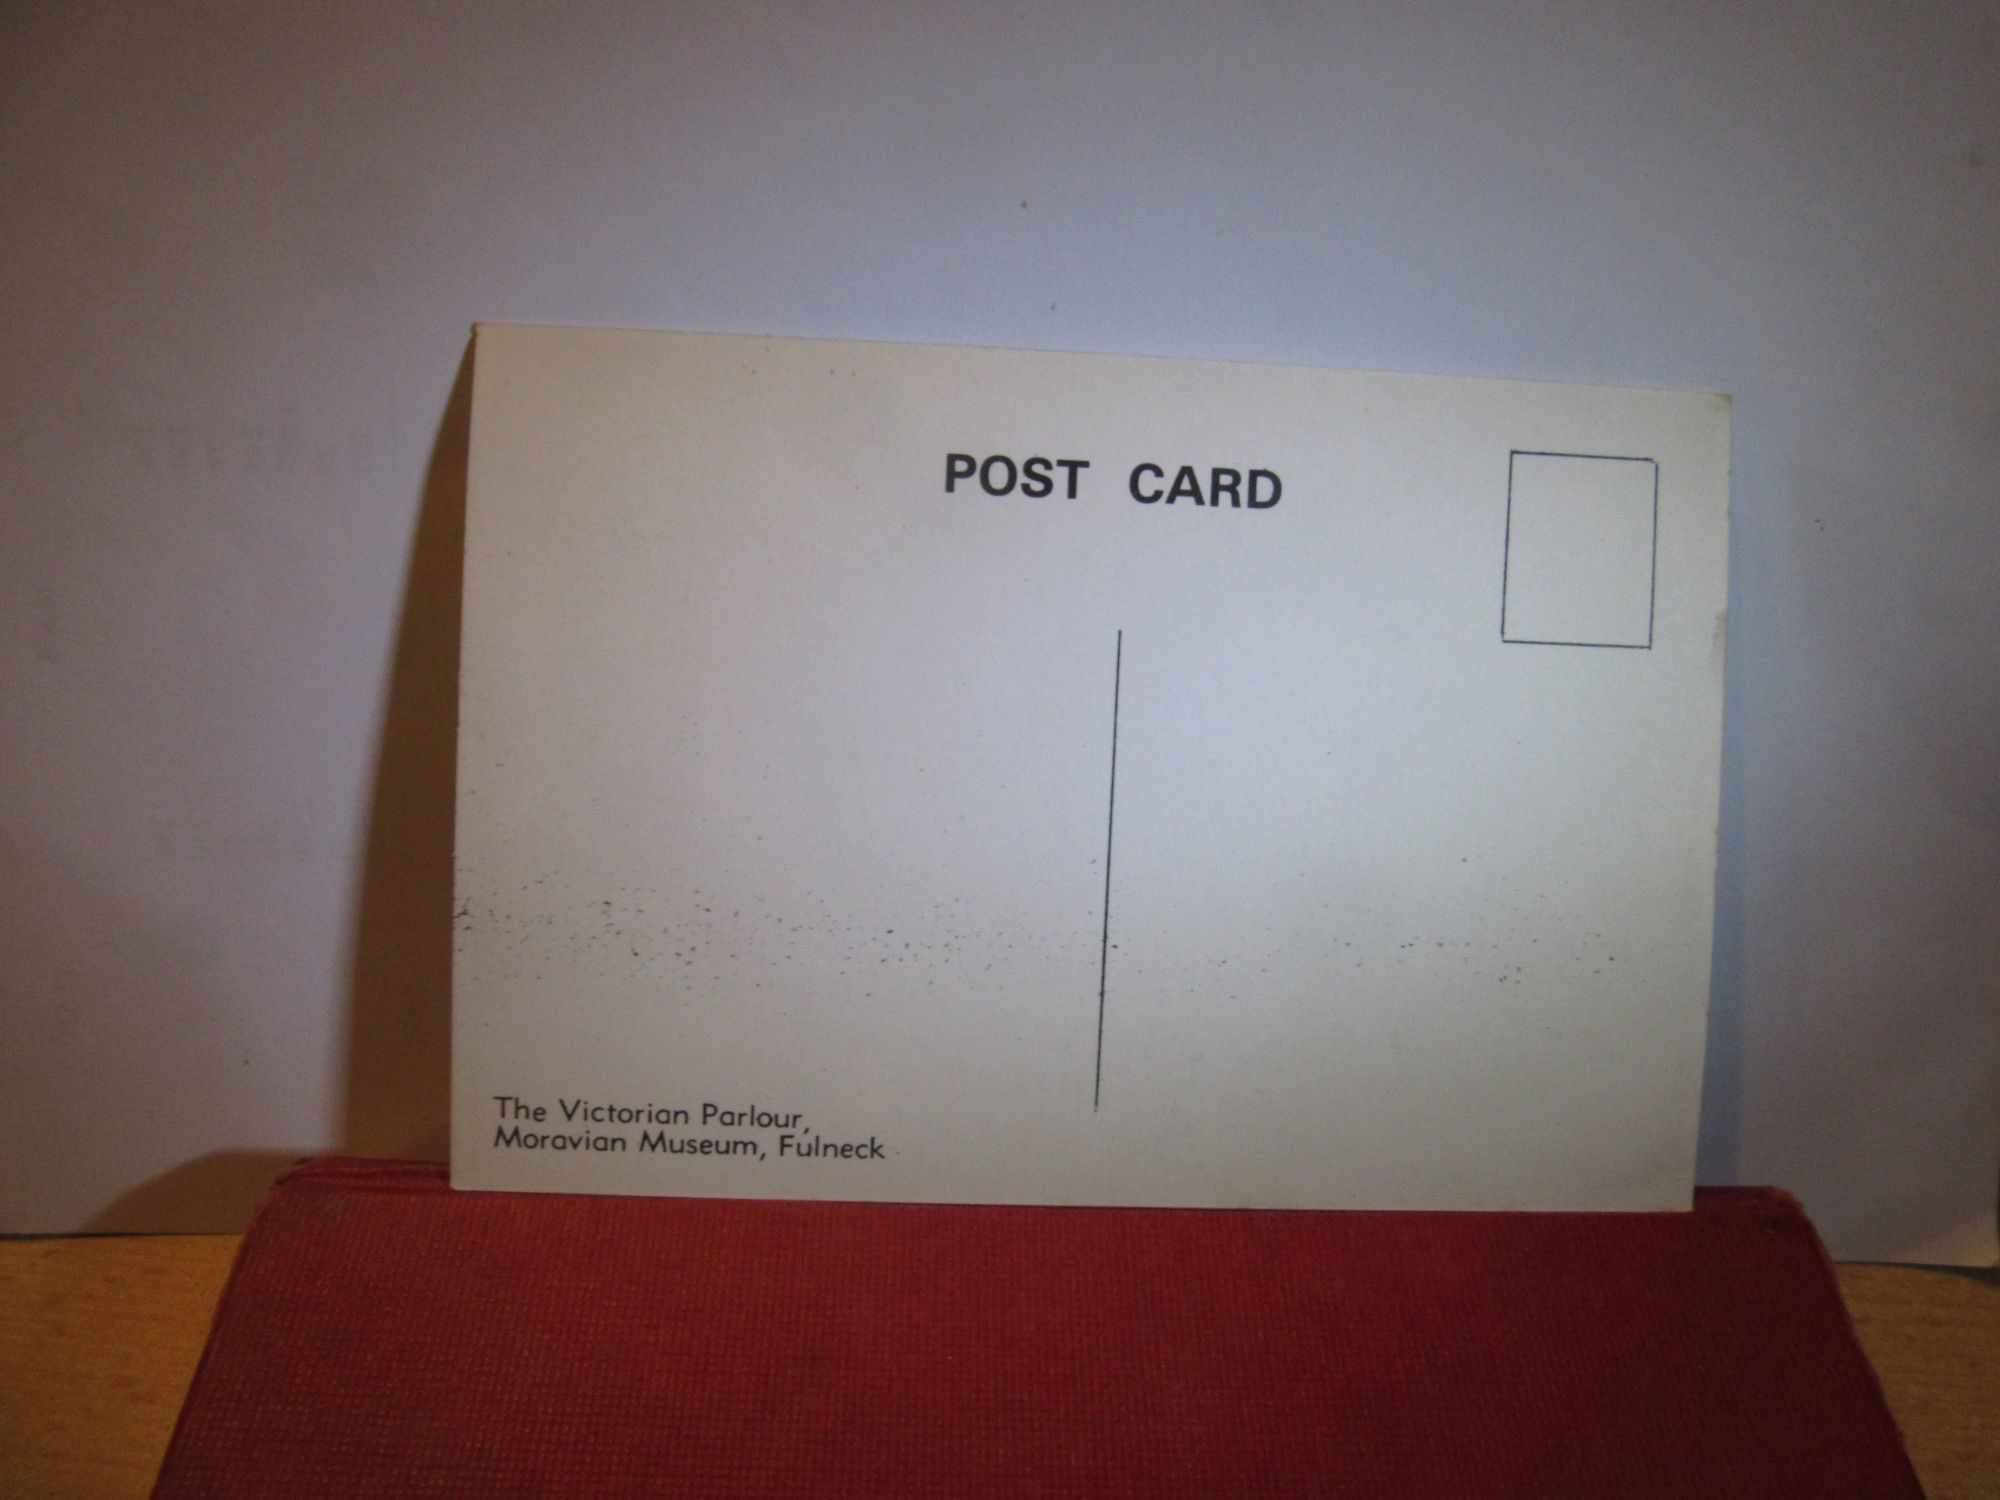 POST CARD
The Victorian Parlour,
Moravian Museum, Fulneck